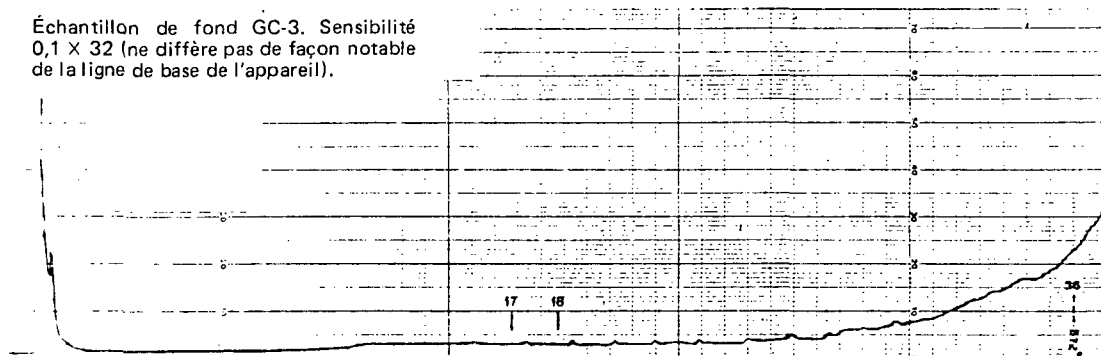 Échantillon de fond GC-3. Sensibilité
0,1 X 32 (ne diffère pas de façon notable
de la ligne de base de l'appareil).
17 18
36